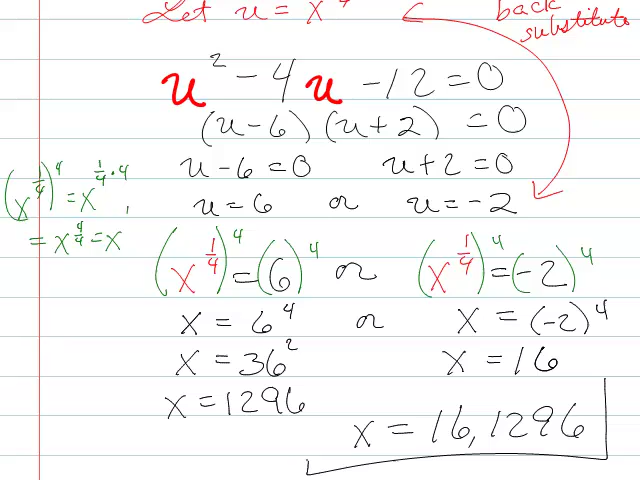 Let u = x^
back
substitute
u² - 4u - 12 = 0
(u - 6)(u + 2) = 0
u - 6 = 0 u + 2 = 0
u = 6 or u = -2
(x^(1/4))^4 = x^(1/4 · 4)
= x^(4/4) = x
(x^(1/4))^4 = (6)^4 or (x^(1/4))^4 = (-2)^4
x = 6^4 or x = (-2)^4
x = 36² x = 16
x = 1296
x = 16, 1296